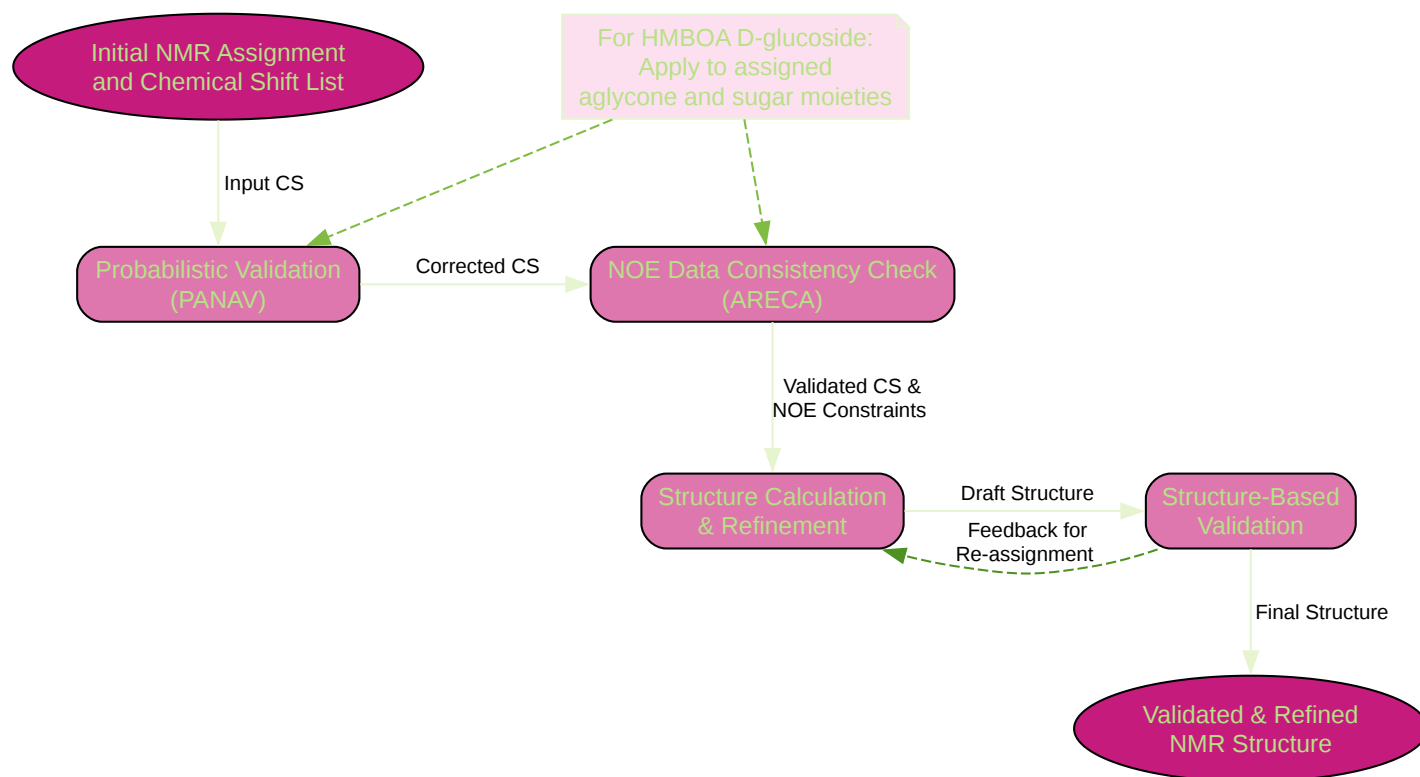 Initial NMR Assignment
and Chemical Shift List
For HMBOA D-glucoside:
Apply to assigned
aglycone and sugar moieties
Input CS
Probabilistic Validation
(PANAV)
Corrected CS
NOE Data Consistency Check
(ARECA)
Validated CS &
NOE Constraints
Structure Calculation
& Refinement
Draft Structure
Feedback for
Re-assignment
Structure-Based
Validation
Final Structure
Validated & Refined
NMR Structure